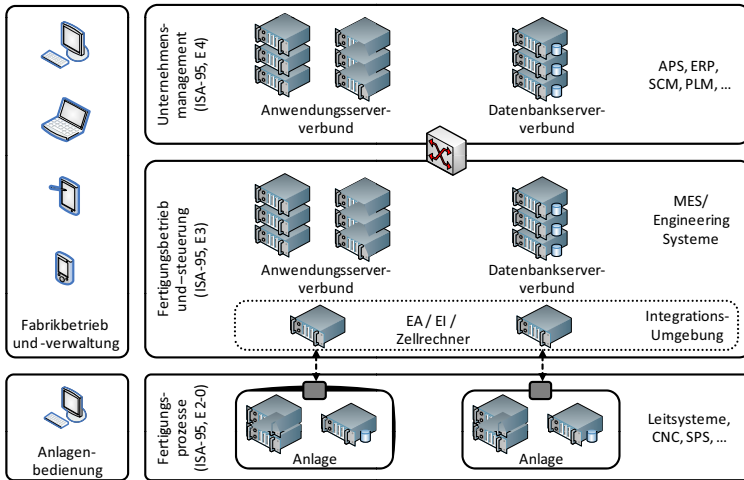 Fabrikbetrieb
und -verwaltung
Anlagen-
bedienung
Unternehmens-
management
(ISA-95, E 4)
Anwendungsserver-
verbund
Datenbankserver-
verbund
APS, ERP,
SCM, PLM, ...
Fertigungsbetrieb
und–steuerung
(ISA-95, E3)
Anwendungsserver-
verbund
Datenbankserver-
verbund
MES/
Engineering
Systeme
EA / EI /
Zellrechner
Integrations-
Umgebung
Fertigungs-
prozesse
(ISA-95, E 2-0)
Anlage
Anlage
Leitsysteme,
CNC, SPS, ...